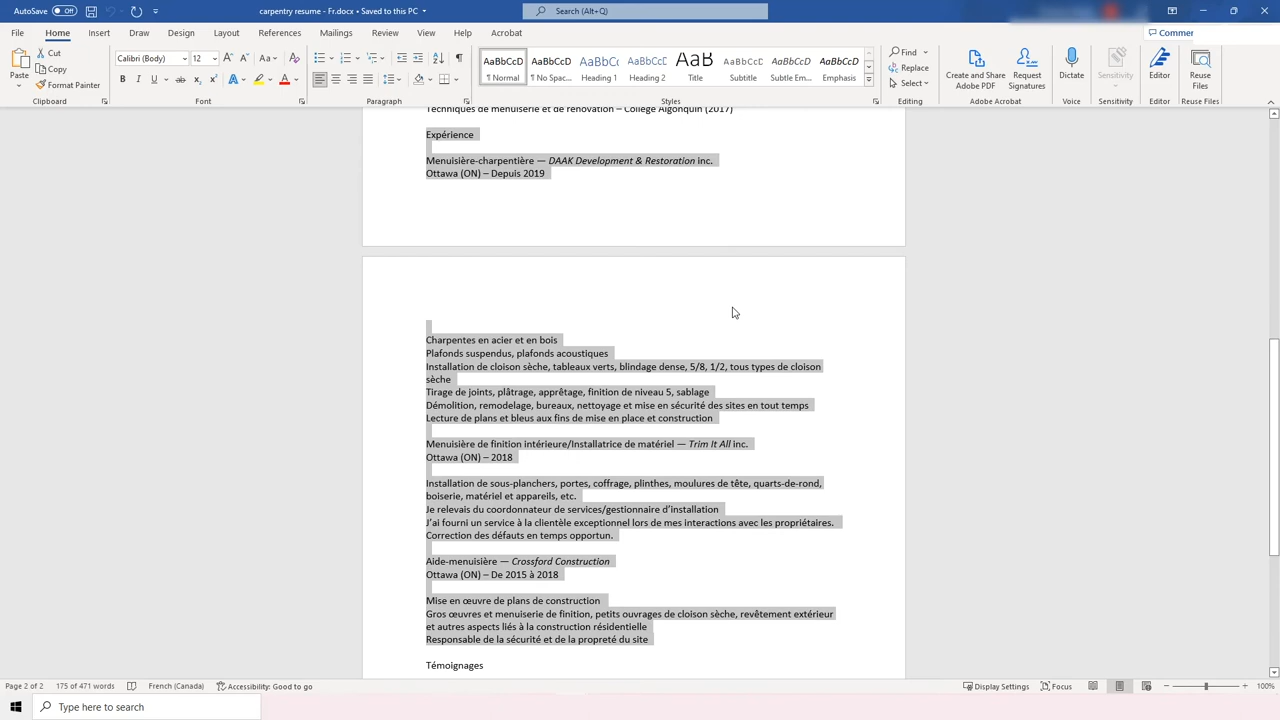 AutoSave Off carpentry resume - Fr.docx • Saved to this PC Search (Alt+Q)
File Home Insert Draw Design Layout References Mailings Review View Help Acrobat Commer
Paste Cut Copy Format Painter
Calibri (Body) 12
AaBbCcD AaBbCcD AaBbC AaBbCcD AaB AaBbCcD AaBbCcD AaBbCcD
¶ Normal ¶ No Spac... Heading 1 Heading 2 Title Subtitle Subtle Em... Emphasis
Find Replace Select
Create and Share Adobe PDF Request Signatures Dictate Sensitivity Editor Reuse Files
Clipboard Font Paragraph Styles Editing Adobe Acrobat Voice Sensitivity Editor Reuse Files
Techniques de menuiserie et de rénovation – Collège Algonquin (2017)
Expérience
Menuisière-charpentière — DAAK Development & Restoration inc.
Ottawa (ON) – Depuis 2019
Charpentes en acier et en bois
Plafonds suspendus, plafonds acoustiques
Installation de cloison sèche, tableaux verts, blindage dense, 5/8, 1/2, tous types de cloison
sèche
Tirage de joints, plâtrage, apprêtage, finition de niveau 5, sablage
Démolition, remodelage, bureaux, nettoyage et mise en sécurité des sites en tout temps
Lecture de plans et bleus aux fins de mise en place et construction
Menuisière de finition intérieure/Installatrice de matériel — Trim It All inc.
Ottawa (ON) – 2018
Installation de sous-planchers, portes, coffrage, plinthes, moulures de tête, quarts-de-rond,
boiserie, matériel et appareils, etc.
Je relevais du coordonnateur de services/gestionnaire d’installation
J’ai fourni un service à la clientèle exceptionnel lors de mes interactions avec les propriétaires.
Correction des défauts en temps opportun.
Aide-menuisière — Crossford Construction
Ottawa (ON) – De 2015 à 2018
Mise en œuvre de plans de construction
Gros œuvres et menuiserie de finition, petits ouvrages de cloison sèche, revêtement extérieur
et autres aspects liés à la construction résidentielle
Responsable de la sécurité et de la propreté du site
Témoignages
Page 2 of 2 175 of 471 words French (Canada) Accessibility: Good to go Display Settings Focus 100%
Type here to search